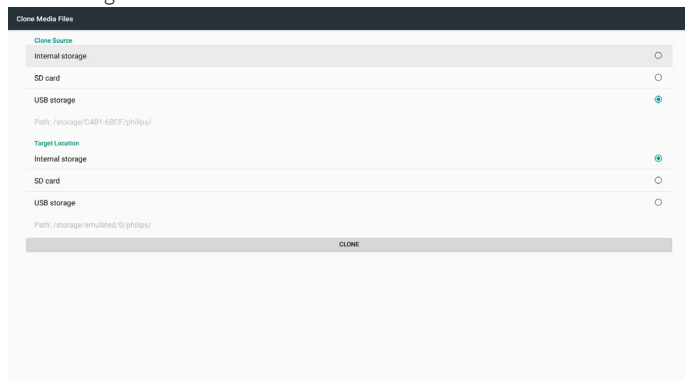 Clone Media Files
Clone Source
Internal storage
SD card
USB storage
Path: /storage/C4B1-6BCF/philips/
Target Location
Internal storage
SD card
USB storage
Path: /storage/emulated/0/philips/
CLONE